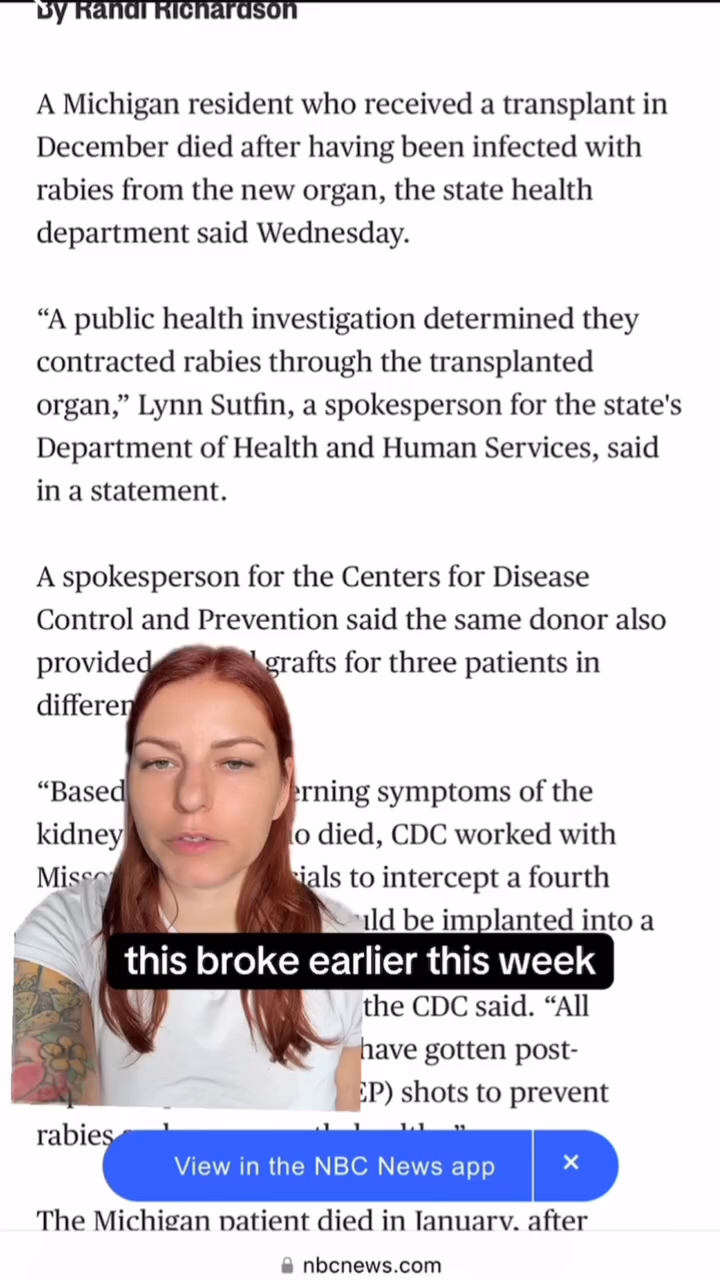 By Randi Richardson
A Michigan resident who received a transplant in
December died after having been infected with
rabies from the new organ, the state health
department said Wednesday.
“A public health investigation determined they
contracted rabies through the transplanted
organ,” Lynn Sutfin, a spokesperson for the state's
Department of Health and Human Services, said
in a statement.
A spokesperson for the Centers for Disease
Control and Prevention said the same donor also
provided grafts for three patients in
“Based symptoms of the
kidney died, CDC worked with
to intercept a fourth
be implanted into a
this broke earlier this week
the CDC said. “All
have gotten post-
shots to prevent
rabies
View in the NBC News app ×
The Michigan patient died in January, after
nbcnews.com